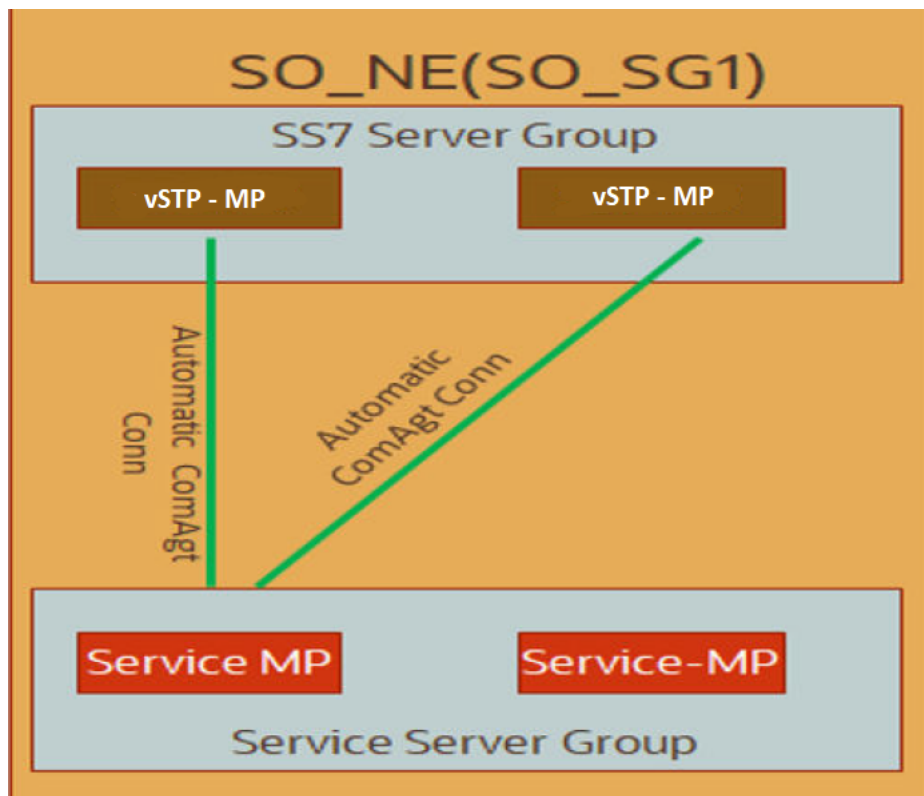 SO_NE(SO_SG1)
SS7 Server Group
vSTP - MP
vSTP - MP
Automatic ComAgt
Conn
Automatic
ComAgt Conn
Service MP
Service-MP
Service Server Group